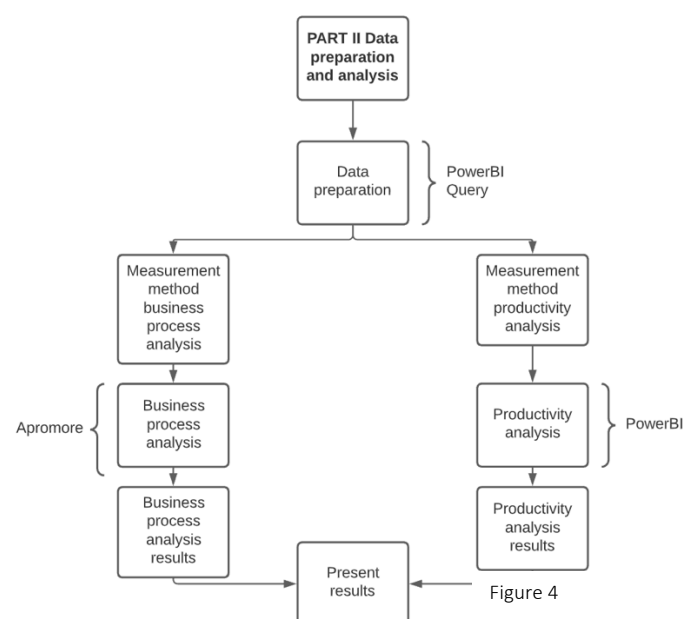 PART II Data
preparation
and analysis
Data
preparation
PowerBI
Query
Measurement
method
business
process
analysis
Measurement
method
productivity
analysis
Apromore
Business
process
analysis
Productivity
analysis
PowerBI
Business
process
analysis
results
Productivity
analysis
results
Present
results
Figure 4